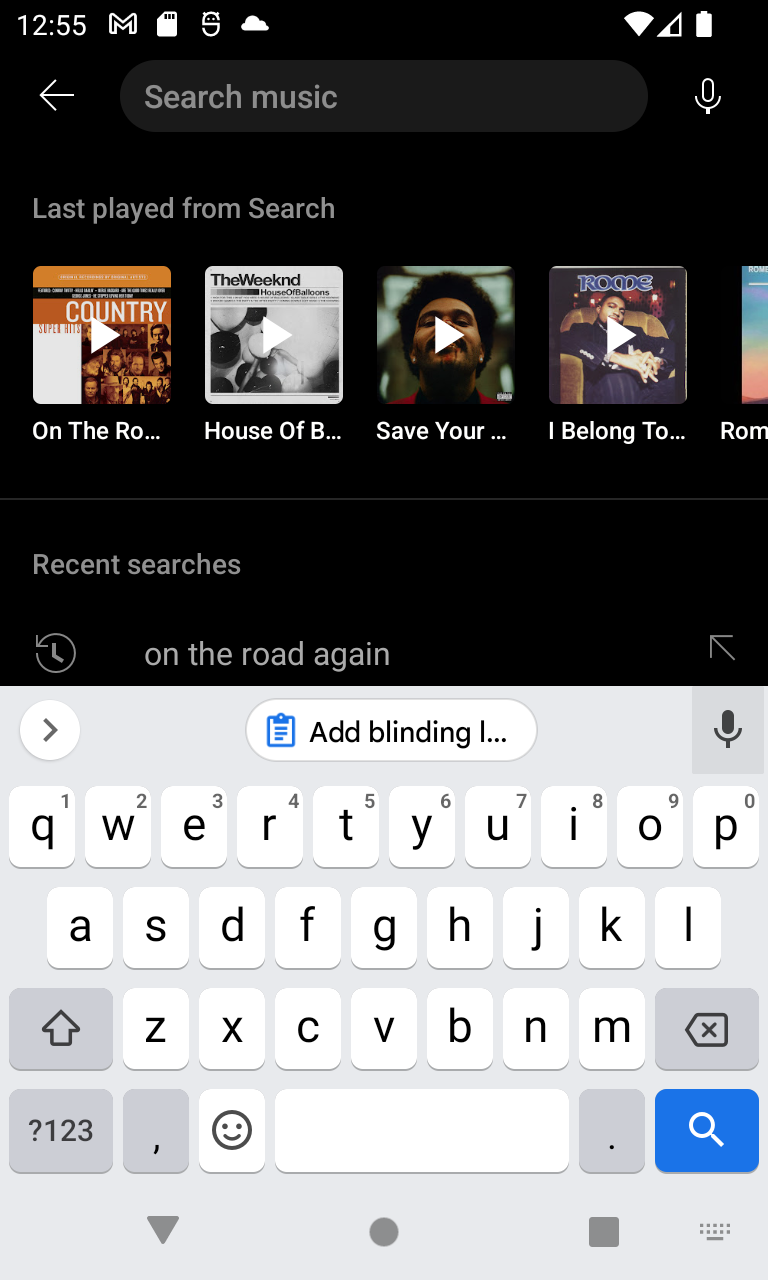 12:55
Search music
Last played from Search
COUNTRY
SUPER HITS
TheWeeknd
HouseOfBalloons
ROME
ROME
On The Ro…
House Of B…
Save Your …
I Belong To…
Rom
Recent searches
on the road again
Add blinding l…
q 1 w 2 e 3 r 4 t 5 y 6 u 7 i 8 o 9 p 0
a s d f g h j k l
z x c v b n m
?123 , .